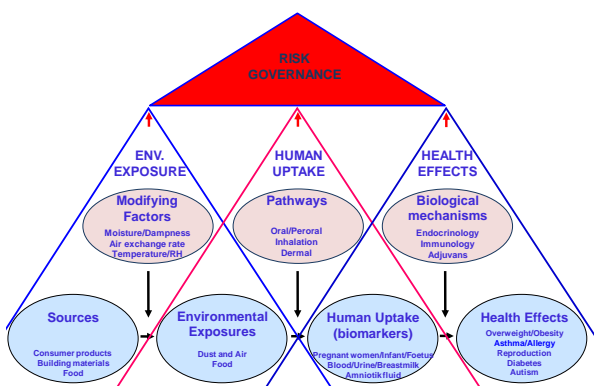 RISK
GOVERNANCE
ENV.
EXPOSURE
HUMAN
UPTAKE
HEALTH
EFFECTS
Modifying
Factors
Moisture/Dampness
Air exchange rate
Temperature/RH
Pathways
Oral/Peroral
Inhalation
Dermal
Biological
mechanisms
Endocrinology
Immunology
Adjuvans
Sources
Consumer products
Building materials
Food
Environmental
Exposures
Dust and Air
Food
Human Uptake
(biomarkers)
Pregnant women/Infant/Foetus
Blood/Urine/Breastmilk
Amniotik fluid
Health Effects
Overweight/Obesity
Asthma/Allergy
Reproduction
Diabetes
Autism